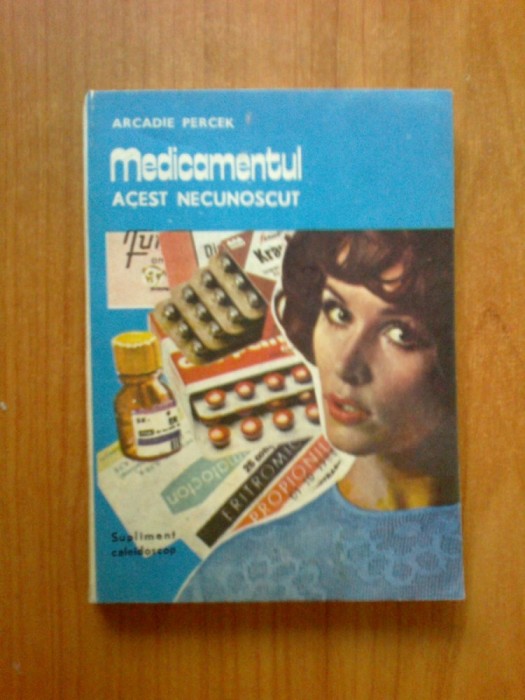 ARCADIE PERCEK
Medicamentul
ACEST NECUNOSCUT
ERITROMI
PROPIONI
Supliment
caleidoscop